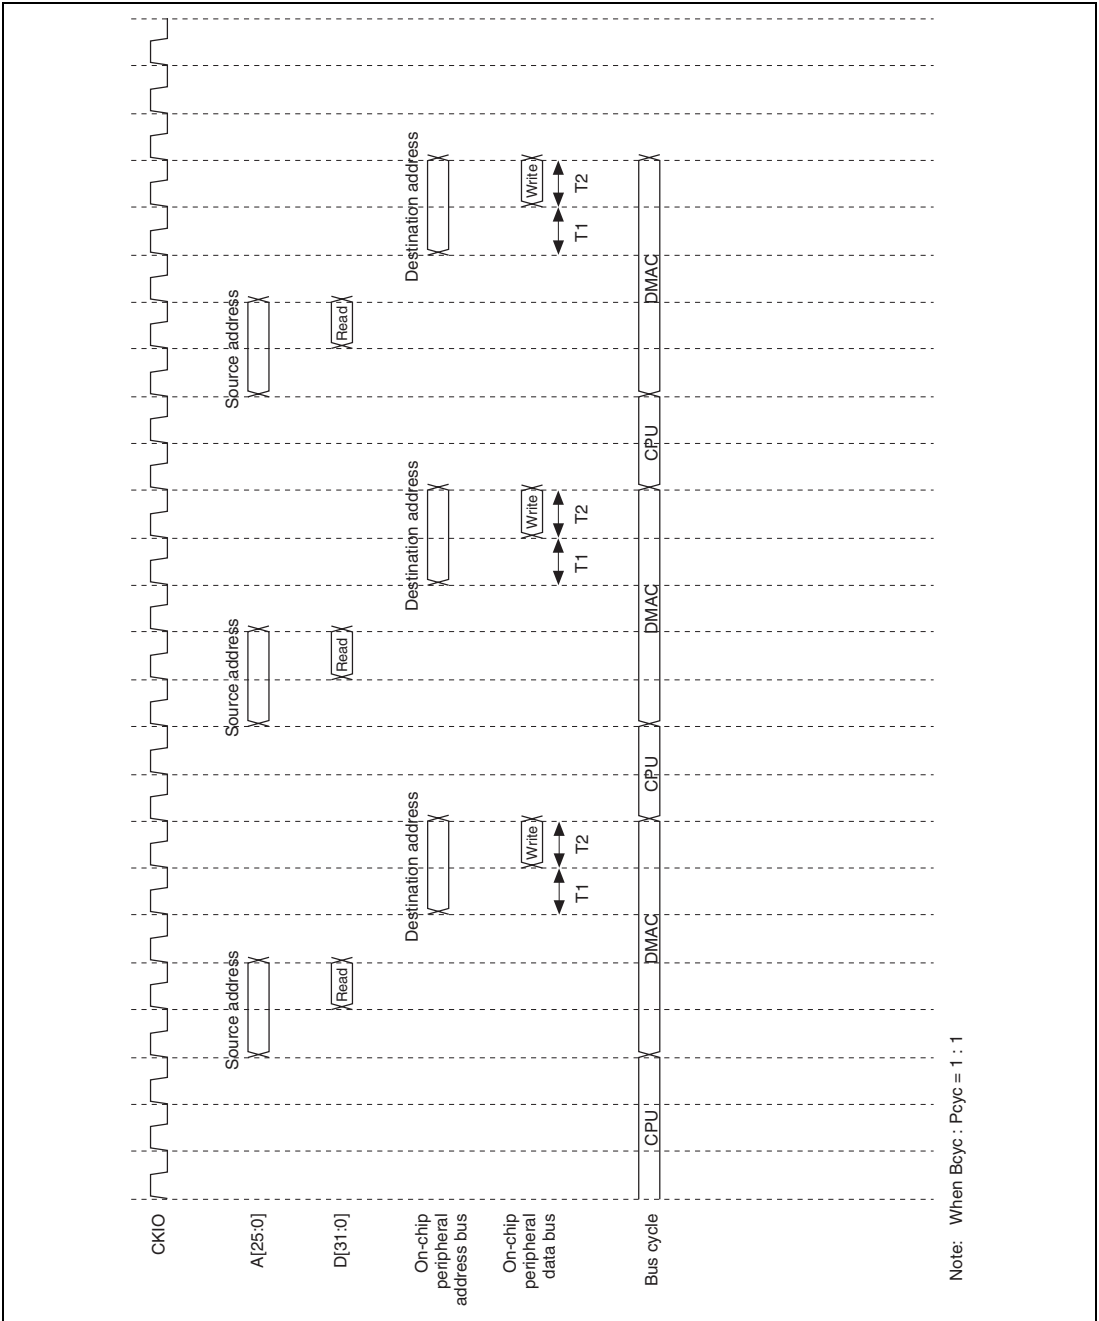 CKIO
A[25:0]
Source address
Source address
Source address
D[31:0]
Read
Read
Read
On-chip
peripheral
address bus
Destination address
Destination address
Destination address
On-chip
peripheral
data bus
Write
Write
Write
T1
T2
T1
T2
T1
T2
Bus cycle
CPU
DMAC
CPU
DMAC
CPU
DMAC
Note: When Bcyc : Pcyc = 1 : 1